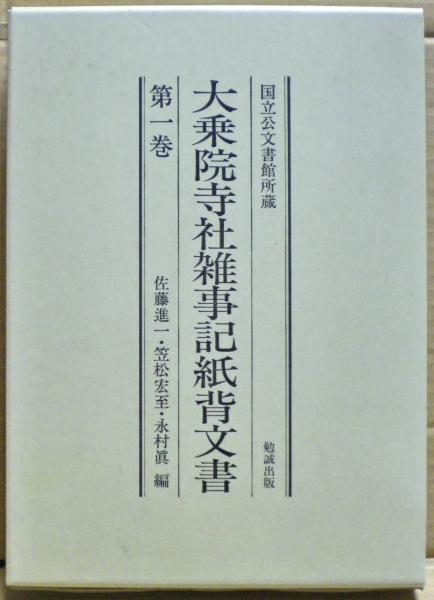 国立公文書館所蔵
大乗院寺社雑事記紙背文書
第一巻
佐藤進一・笠松宏至・永村眞 編
勉誠出版